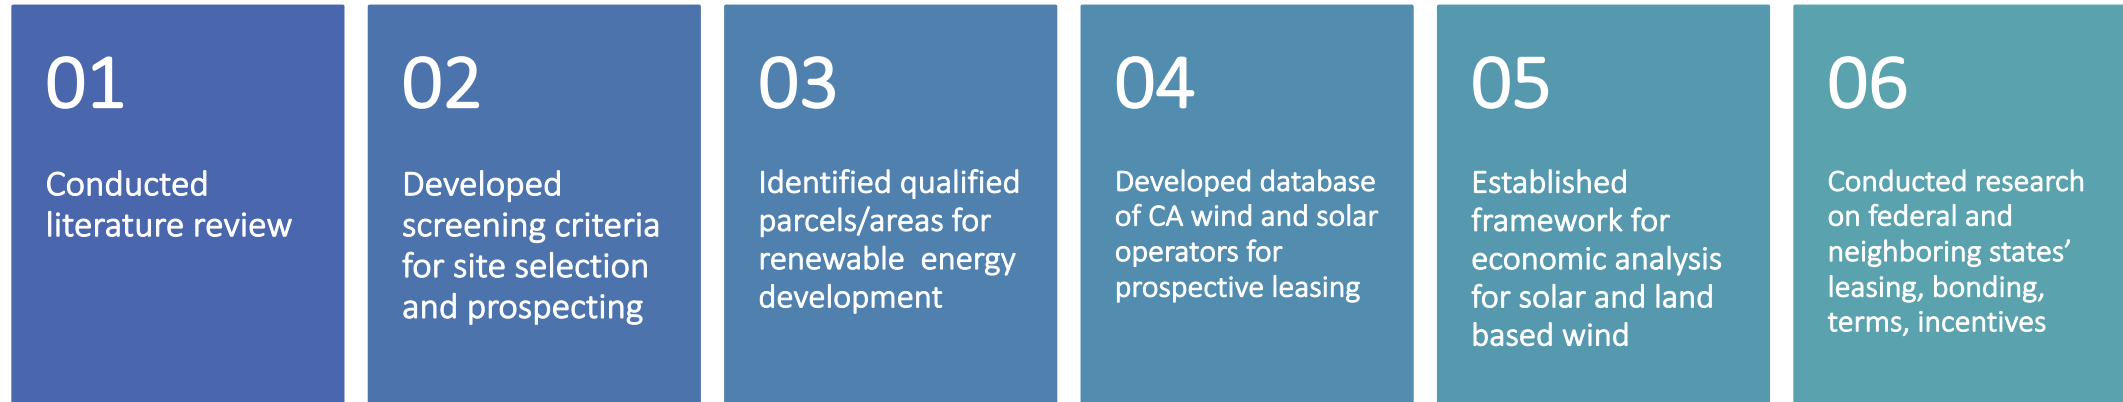 01
Conducted
literature review
02
Developed
screening criteria
for site selection
and prospecting
03
Identified qualified
parcels/areas for
renewable  energy
development
04
Developed database
of CA wind and solar
operators for
prospective leasing
05
Established
framework for
economic analysis
for solar and land
based wind
06
Conducted research
on federal and
neighboring states’
leasing, bonding,
terms, incentives